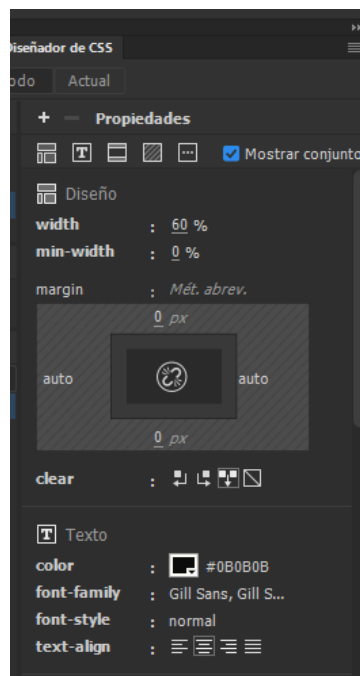 Diseñador de CSS
odo Actual
+ — Propiedades
T Mostrar conjunto
Diseño
width : 60 %
min-width : 0 %
margin : Mét. abrev.
0 px
auto auto
0 px
clear :
T Texto
color : #0B0B0B
font-family : Gill Sans, Gill S...
font-style : normal
text-align :